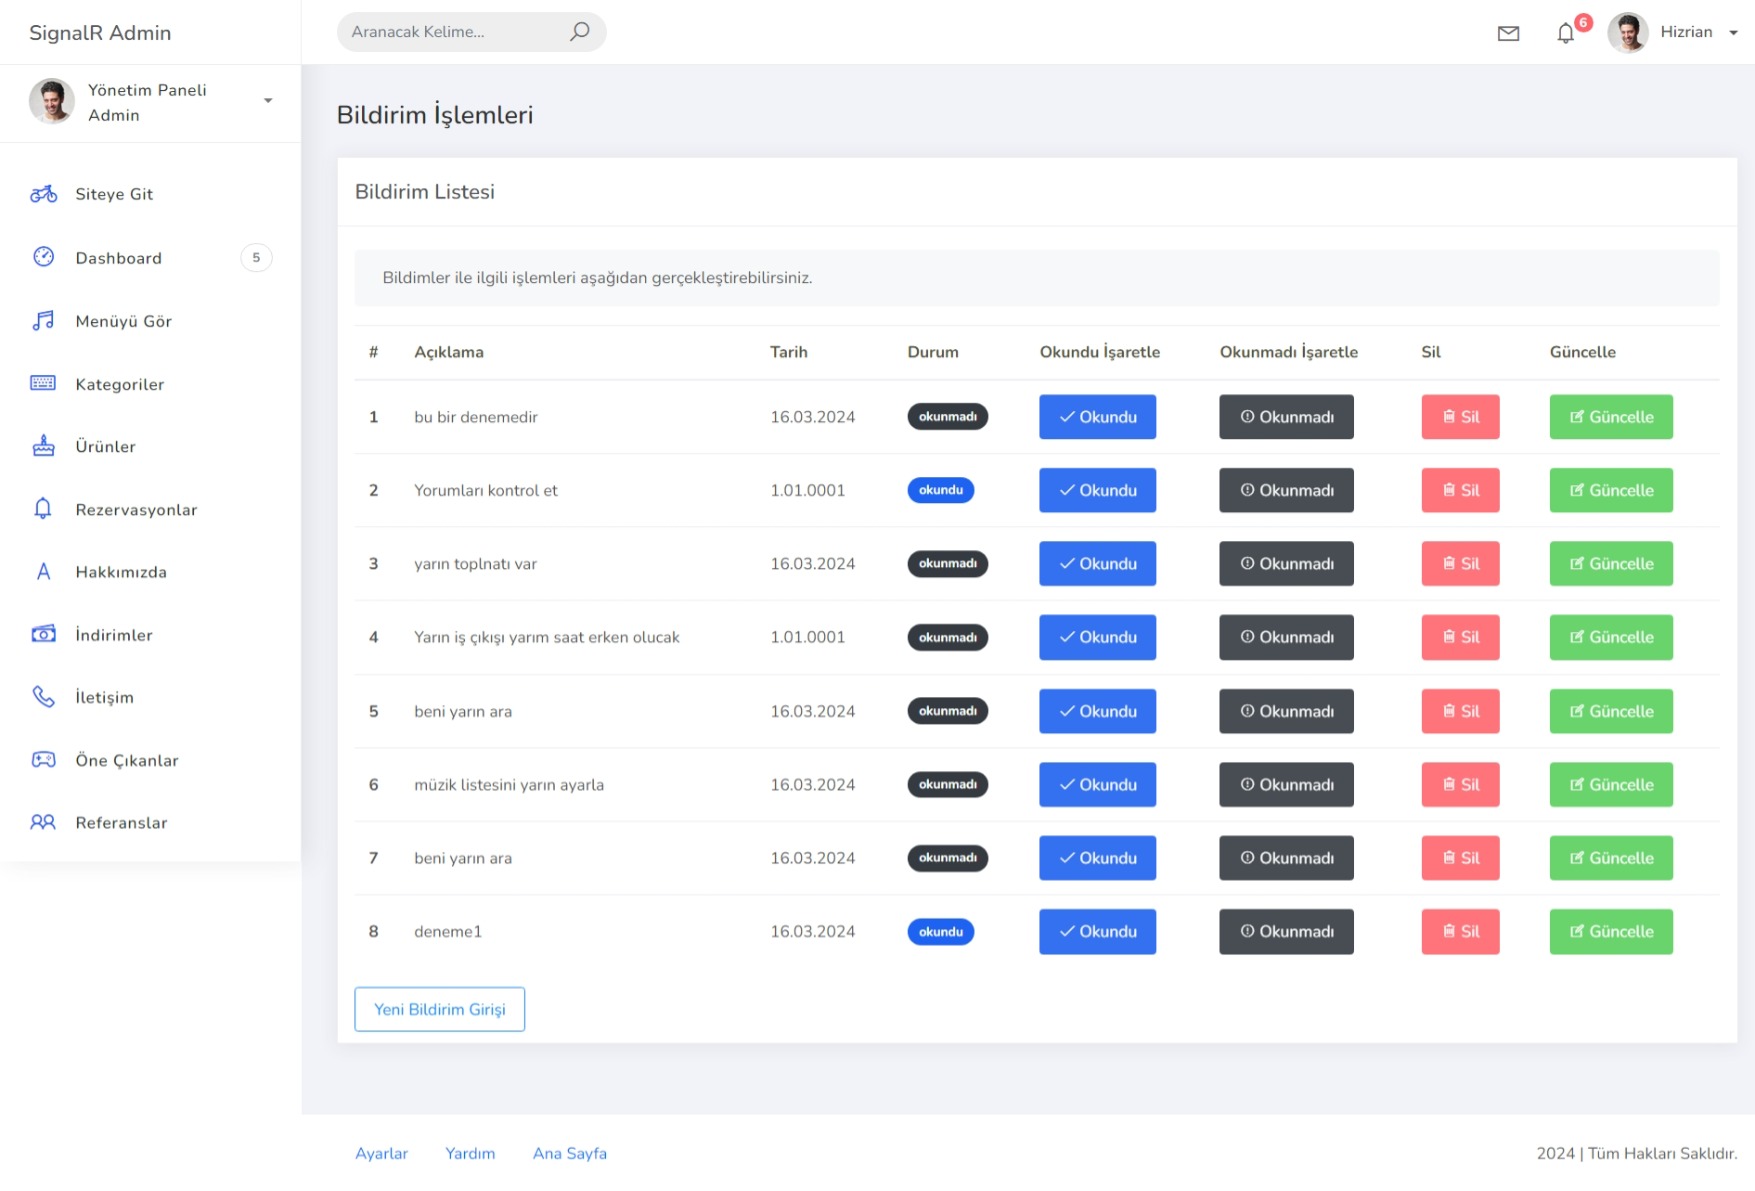 SignalR Admin
Aranacak Kelime...
6
Hizrian
Yönetim Paneli
Admin
Siteye Git
Dashboard
5
Menüyü Gör
Kategoriler
Ürünler
Rezervasyonlar
Hakkımızda
İndirimler
İletişim
Öne Çıkanlar
Referanslar
Bildirim İşlemleri
Bildirim Listesi
Bildimler ile ilgili işlemleri aşağıdan gerçekleştirebilirsiniz.
# Açıklama Tarih Durum Okundu İşaretle Okunmadı İşaretle Sil Güncelle
1 bu bir denemedir 16.03.2024 okunmadı Okundu Okunmadı Sil Güncelle
2 Yorumları kontrol et 1.01.0001 okundu Okundu Okunmadı Sil Güncelle
3 yarın toplnatı var 16.03.2024 okunmadı Okundu Okunmadı Sil Güncelle
4 Yarın iş çıkışı yarım saat erken olucak 1.01.0001 okunmadı Okundu Okunmadı Sil Güncelle
5 beni yarın ara 16.03.2024 okunmadı Okundu Okunmadı Sil Güncelle
6 müzik listesini yarın ayarla 16.03.2024 okunmadı Okundu Okunmadı Sil Güncelle
7 beni yarın ara 16.03.2024 okunmadı Okundu Okunmadı Sil Güncelle
8 deneme1 16.03.2024 okundu Okundu Okunmadı Sil Güncelle
Yeni Bildirim Girişi
Ayarlar Yardım Ana Sayfa
2024 | Tüm Hakları Saklıdır.